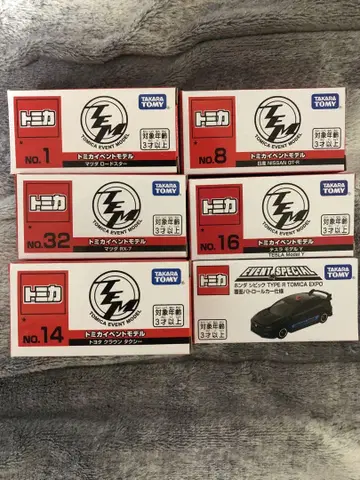 トミカ
TEM
TOMICA EVENT MODEL
TAKARA TOMY
対象年齢
3才以上
NO. 1
トミカイベントモデル
マツダ ロードスター
トミカ
TEM
TOMICA EVENT MODEL
TAKARA TOMY
対象年齢
3才以上
NO. 8
トミカイベントモデル
日産 NISSAN GT-R
トミカ
TEM
TOMICA EVENT MODEL
TAKARA TOMY
対象年齢
3才以上
NO. 32
トミカイベントモデル
マツダ RX-7
トミカ
TEM
TOMICA EVENT MODEL
TAKARA TOMY
対象年齢
3才以上
NO. 16
トミカイベントモデル
テスラ モデル Y
TESLA Model Y
トミカ
TEM
TOMICA EVENT MODEL
TAKARA TOMY
対象年齢
3才以上
NO. 14
トミカイベントモデル
トヨタ クラウン タクシー
EVENT SPECIAL
ホンダ シビック TYPE R TOMICA EXPO
覆面パトロールカー仕様
対象年齢
3才以上